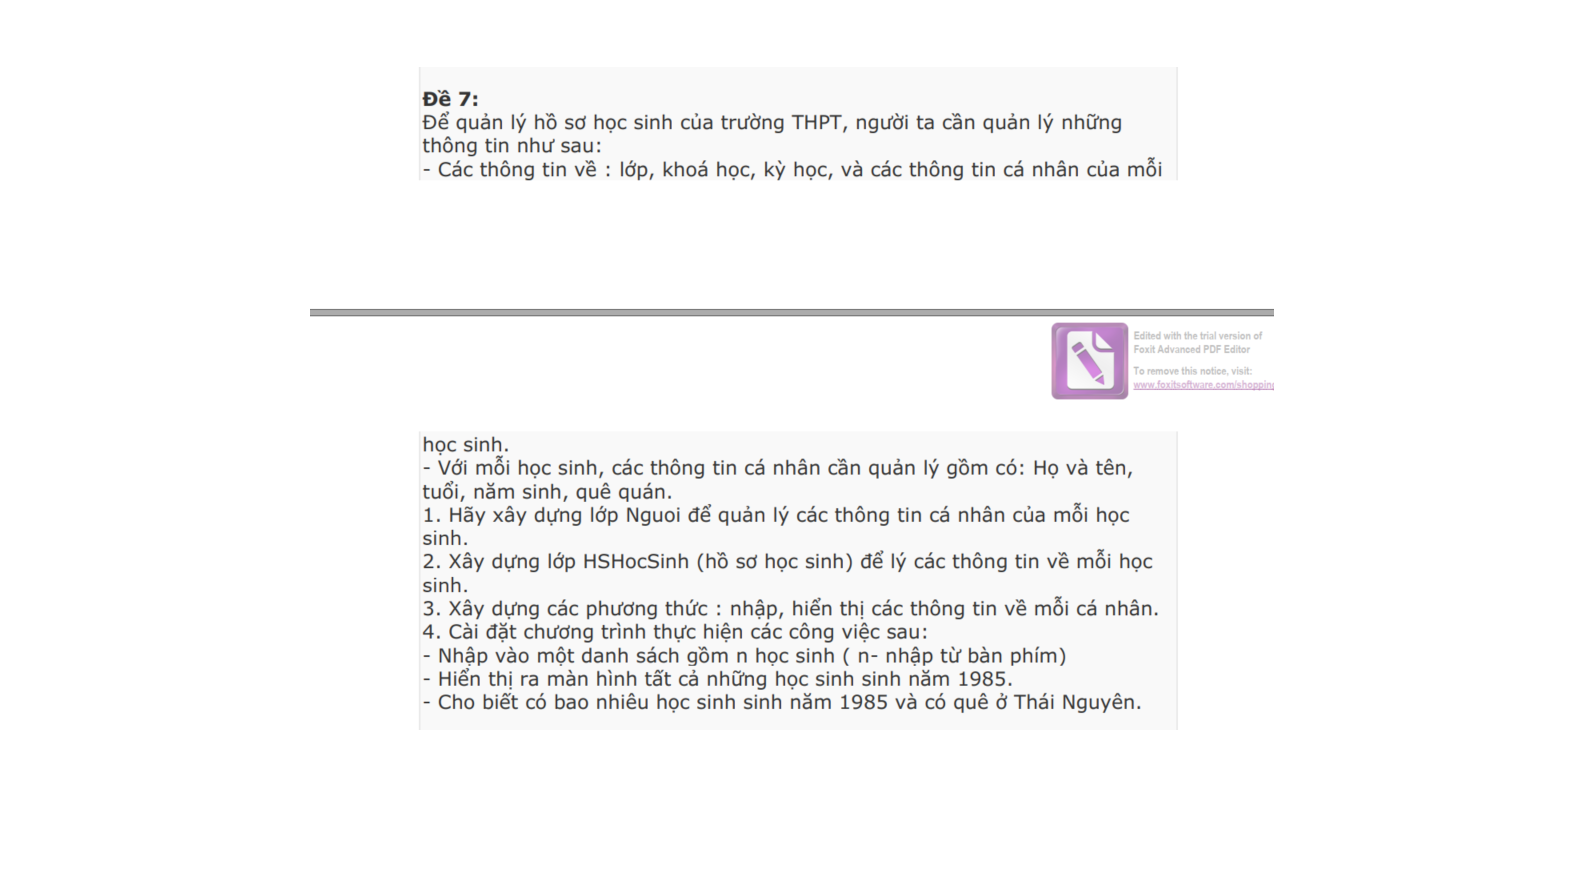 Đề 7:
Để quản lý hồ sơ học sinh của trường THPT, người ta cần quản lý những
thông tin như sau:
- Các thông tin về : lớp, khoá học, kỳ học, và các thông tin cá nhân của mỗi
Edited with the trial version of
Foxit Advanced PDF Editor
To remove this notice, visit:
www.foxitsoftware.com/shopping
học sinh.
- Với mỗi học sinh, các thông tin cá nhân cần quản lý gồm có: Họ và tên,
tuổi, năm sinh, quê quán.
1. Hãy xây dựng lớp Nguoi để quản lý các thông tin cá nhân của mỗi học
sinh.
2. Xây dựng lớp HSHocSinh (hồ sơ học sinh) để lý các thông tin về mỗi học
sinh.
3. Xây dựng các phương thức : nhập, hiển thị các thông tin về mỗi cá nhân.
4. Cài đặt chương trình thực hiện các công việc sau:
- Nhập vào một danh sách gồm n học sinh ( n- nhập từ bàn phím)
- Hiển thị ra màn hình tất cả những học sinh sinh năm 1985.
- Cho biết có bao nhiêu học sinh sinh năm 1985 và có quê ở Thái Nguyên.